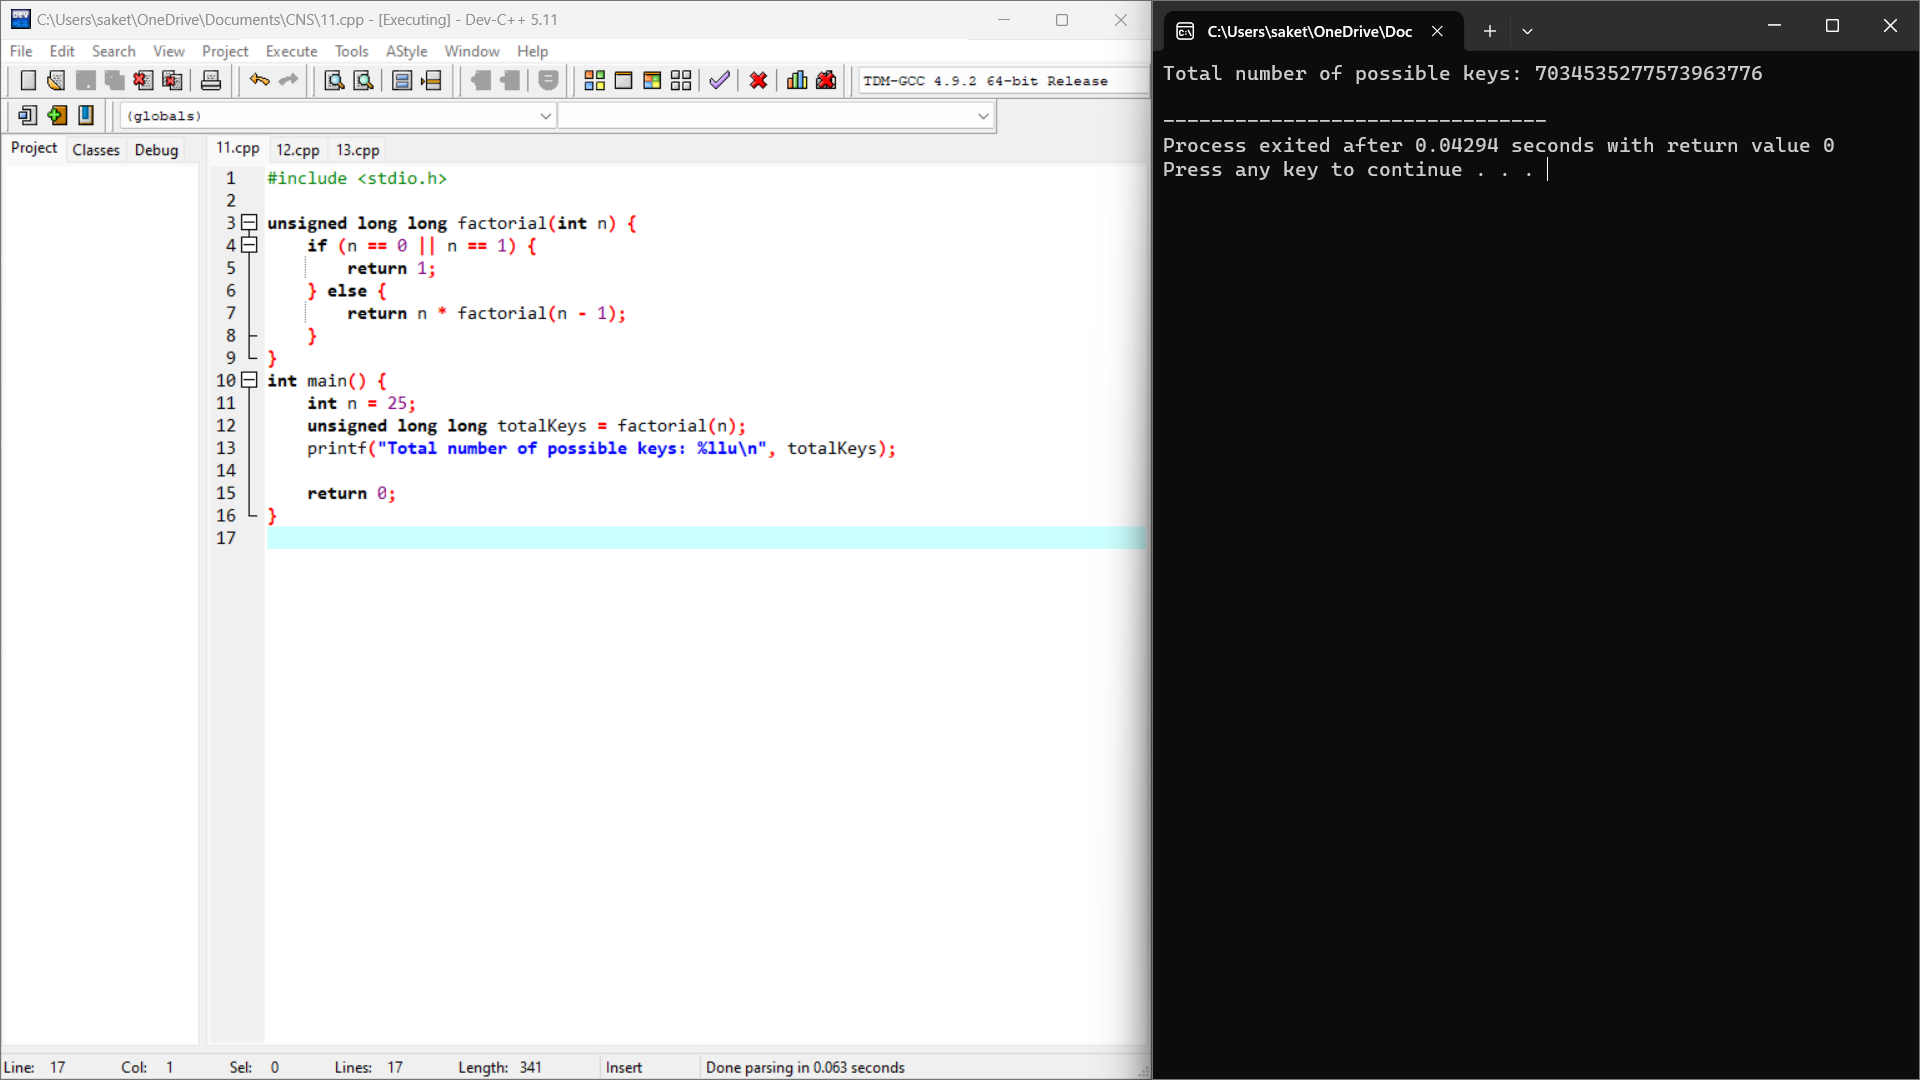 C:\Users\saket\OneDrive\Documents\CNS\11.cpp - [Executing] - Dev-C++ 5.11
File Edit Search View Project Execute Tools AStyle Window Help
TDM-GCC 4.9.2 64-bit Release
(globals)
Project Classes Debug
11.cpp 12.cpp 13.cpp
1 #include <stdio.h>
2
3 unsigned long long factorial(int n) {
4     if (n == 0 || n == 1) {
5         return 1;
6     } else {
7         return n * factorial(n - 1);
8     }
9 }
10 int main() {
11     int n = 25;
12     unsigned long long totalKeys = factorial(n);
13     printf("Total number of possible keys: %llu\n", totalKeys);
14
15     return 0;
16 }
17
Line: 17 Col: 1 Sel: 0 Lines: 17 Length: 341 Insert Done parsing in 0.063 seconds
C:\Users\saket\OneDrive\Doc
Total number of possible keys: 7034535277573963776
--------------------------------
Process exited after 0.04294 seconds with return value 0
Press any key to continue . . .